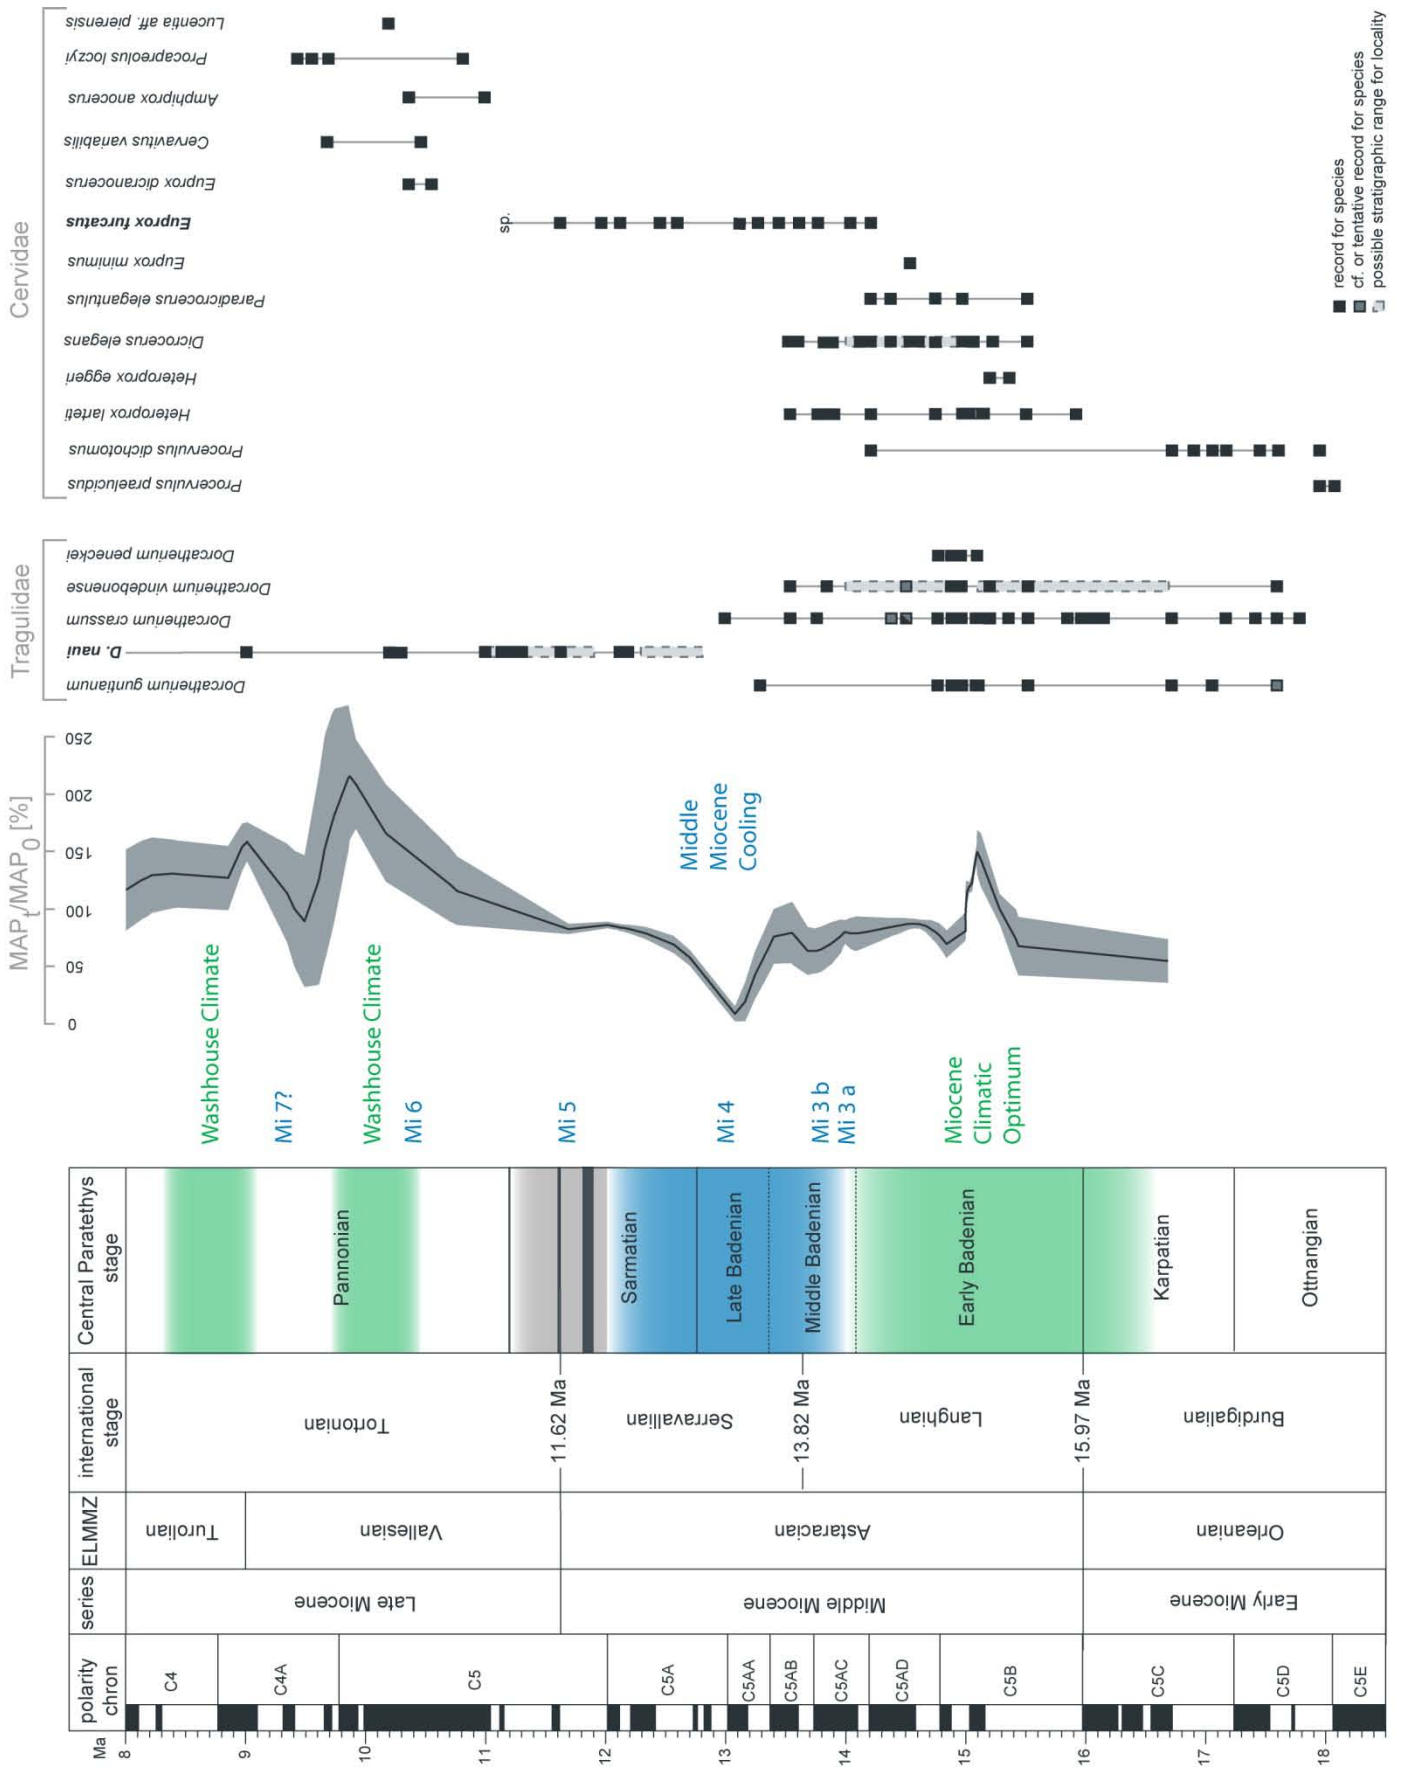 Cervidae
Lucentia aff. pierensis
Procapreolus loczyi
Amphiprox anocerus
Cervavitus variabilis
Euprox dicranocerus
Euprox furcatus
sp.
Euprox minimus
Paradicrocerus elegantulus
Dicrocerus elegans
Heteroprox eggeri
Heteroprox larteti
Procervulus dichotomus
Procervulus praelucidus
record for species
cf. or tentative record for species
possible stratigraphic range for locality
Tragulidae
Dorcatherium peneckei
Dorcatherium vindebonense
Dorcatherium crassum
D. naui
Dorcatherium guntianum
MAPt/MAP0 [%]
250
200
150
100
50
0
Middle
Miocene
Cooling
Washhouse Climate
Mi 7?
Washhouse Climate
Mi 6
Mi 5
Mi 4
Mi 3 b
Mi 3 a
Miocene
Climatic
Optimum
Central Paratethys
stage
Pannonian
Sarmatian
Late Badenian
Middle Badenian
Early Badenian
Karpatian
Ottnangian
international
stage
Tortonian
11.62 Ma
Serravallian
13.82 Ma
Langhian
15.97 Ma
Burdigalian
ELMMZ
Turolian
Vallesian
Astaracian
Orleanian
series
Late Miocene
Middle Miocene
Early Miocene
polarity
chron
C4
C4A
C5
C5A
C5AA
C5AB
C5AC
C5AD
C5B
C5C
C5D
C5E
Ma
8
9
10
11
12
13
14
15
16
17
18